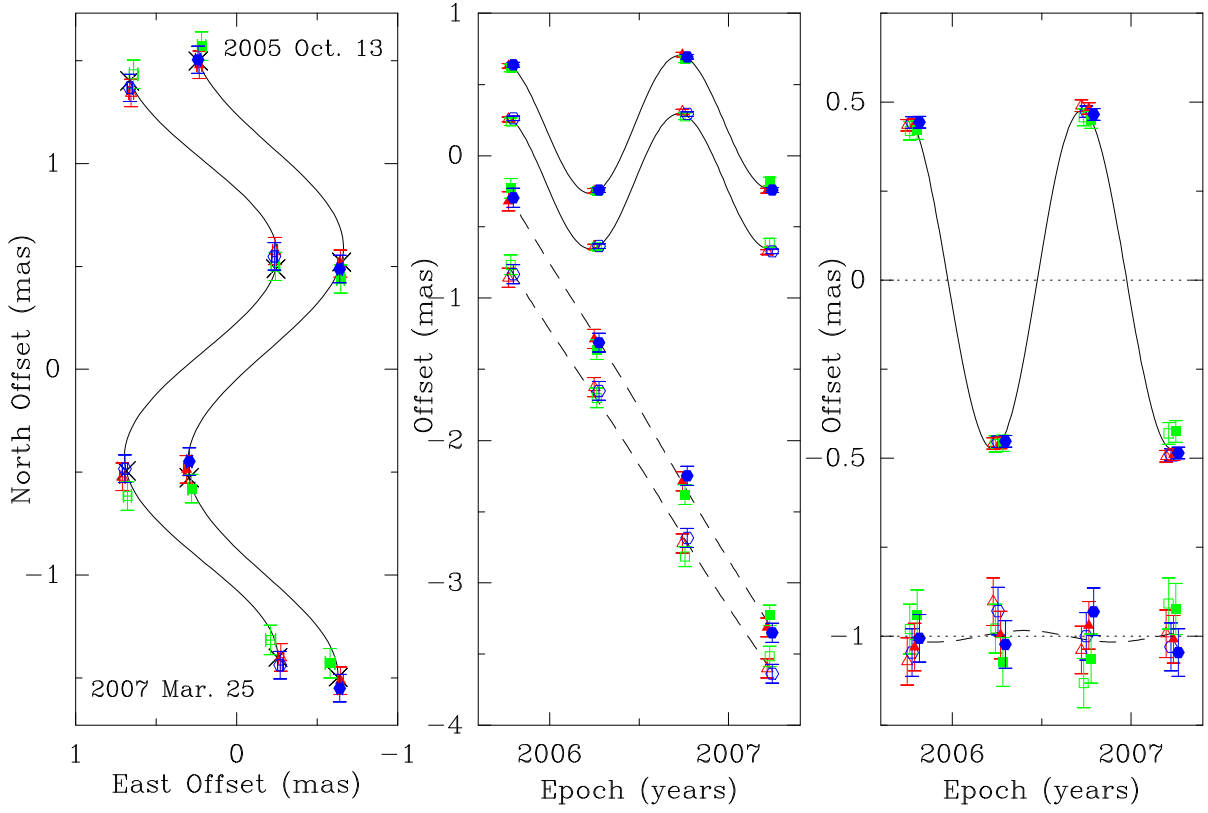 2005 Oct. 13
1
0
−1
North Offset (mas)
2007 Mar. 25
1
0
−1
East Offset (mas)
1
0
−1
−2
−3
−4
Offset (mas)
2006
2007
Epoch (years)
0.5
0
−0.5
−1
Offset (mas)
2006
2007
Epoch (years)